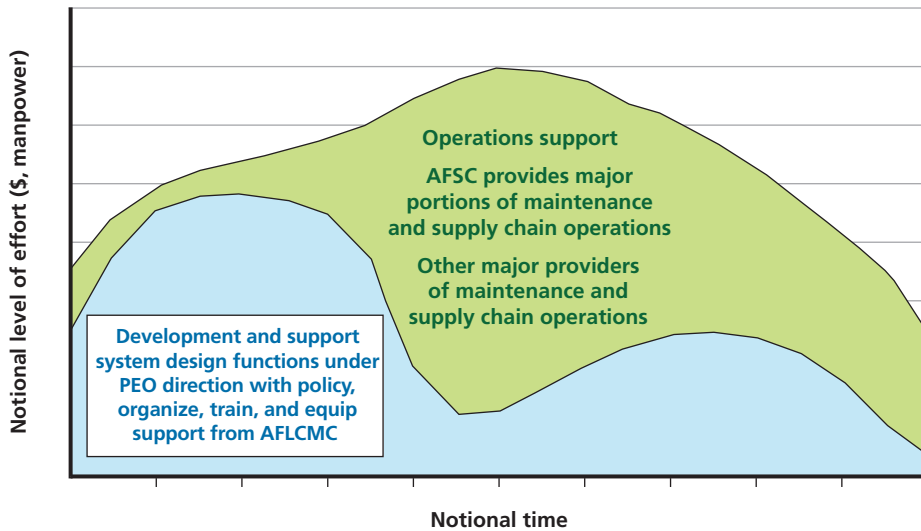 Notional level of effort ($, manpower)
Operations support
AFSC provides major
portions of maintenance
and supply chain operations
Other major providers
of maintenance and
supply chain operations
Development and support
system design functions under
PEO direction with policy,
organize, train, and equip
support from AFLCMC
Notional time